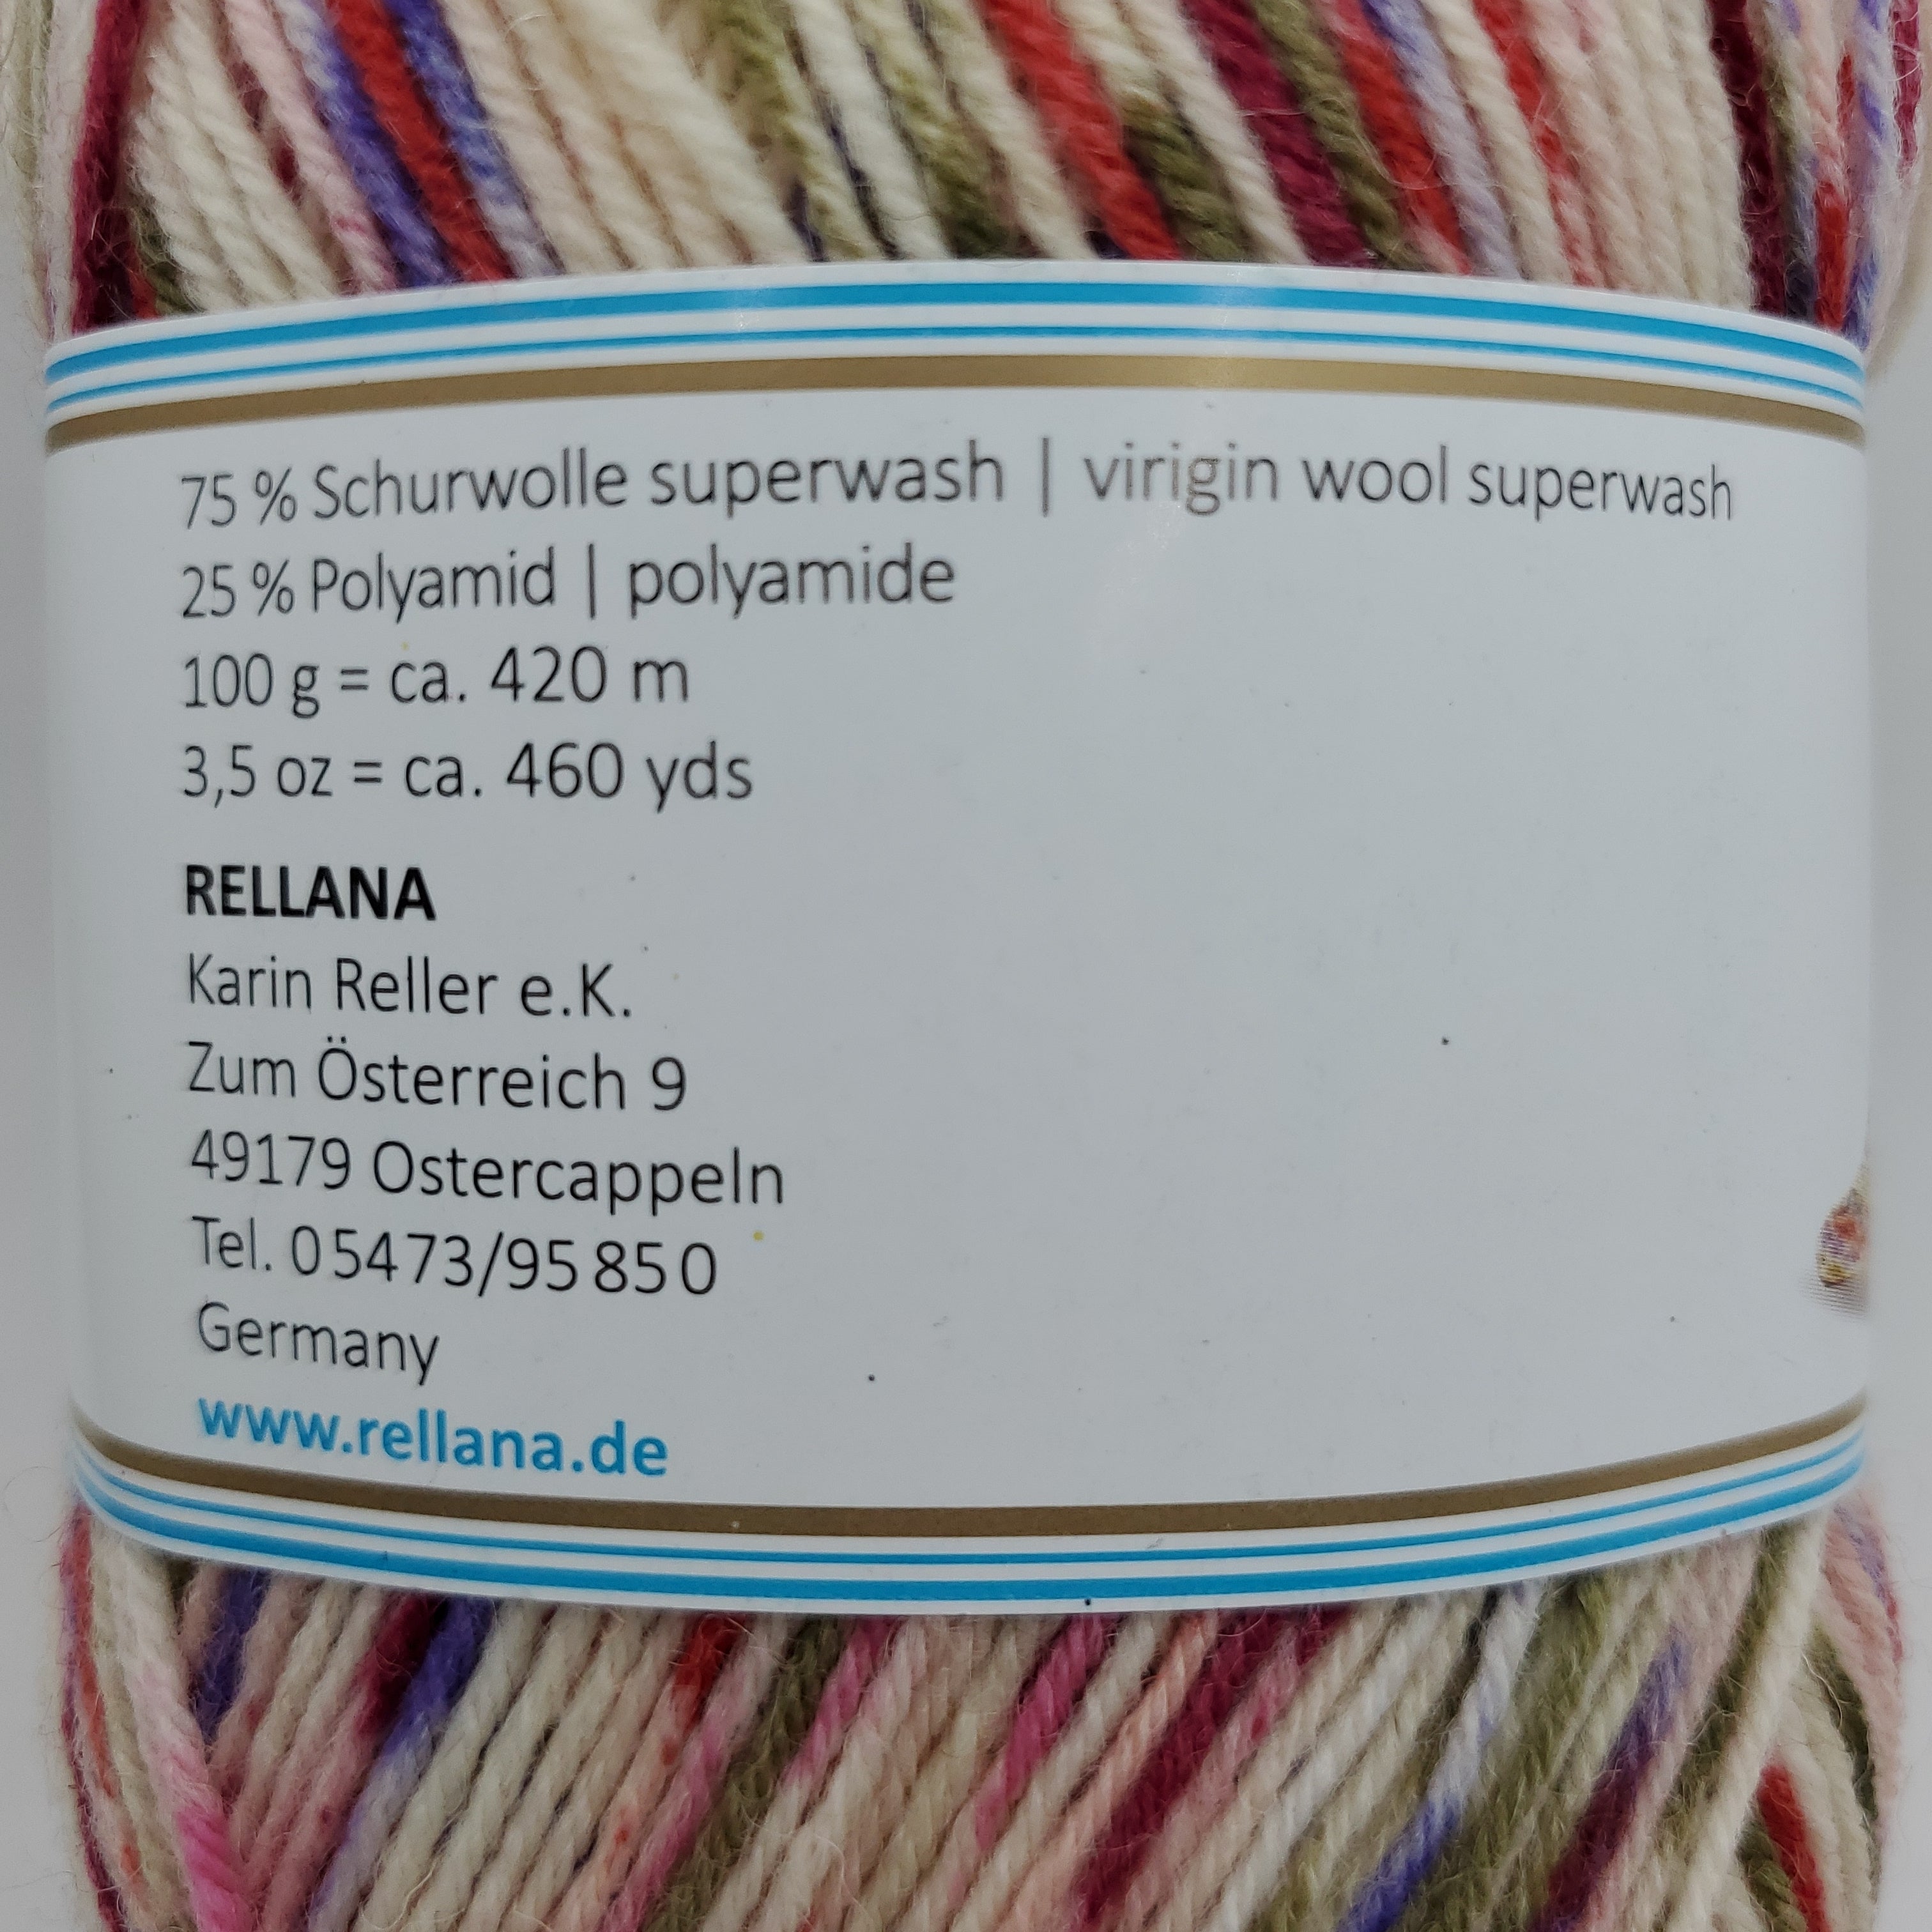 75 % Schurwolle superwash | virigin wool superwash
25 % Polyamid | polyamide
100 g = ca. 420 m
3,5 oz = ca. 460 yds
RELLANA
Karin Reller e.K.
Zum Österreich 9
49179 Ostercappeln
Tel. 05473/95850
Germany
www.rellana.de